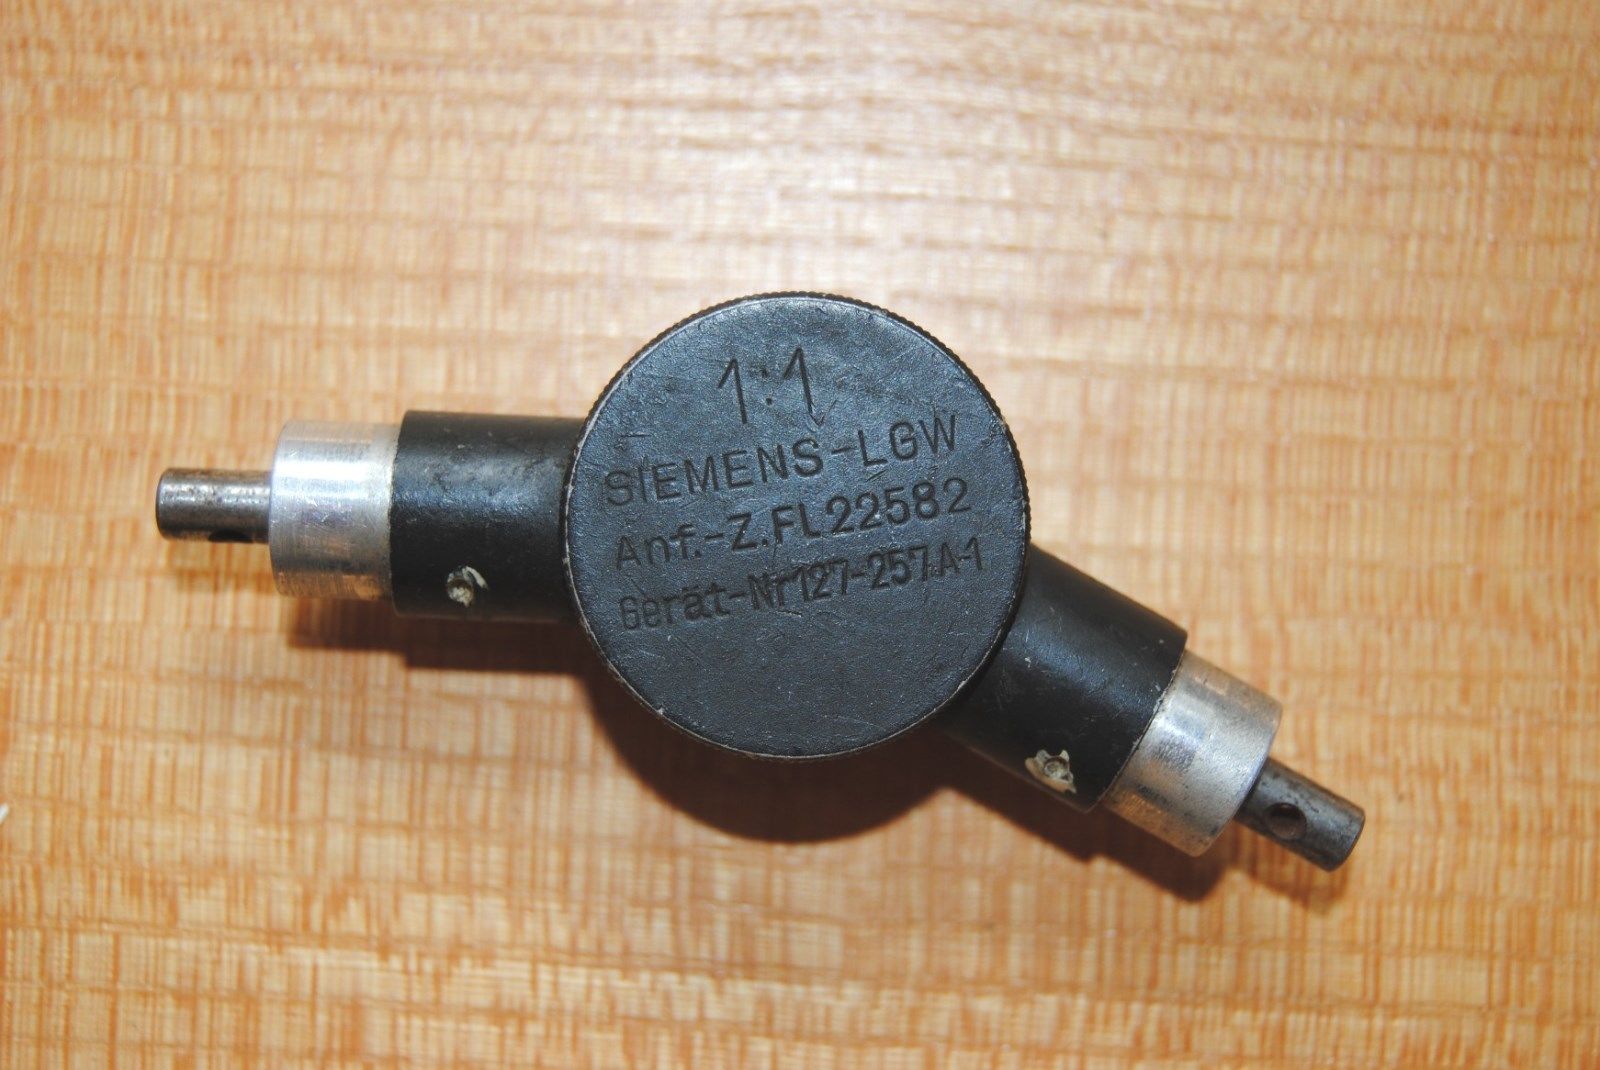 1:1
SIEMENS-LGW
Anf.-Z.FL22582
Gerät-Nr127-257A-1